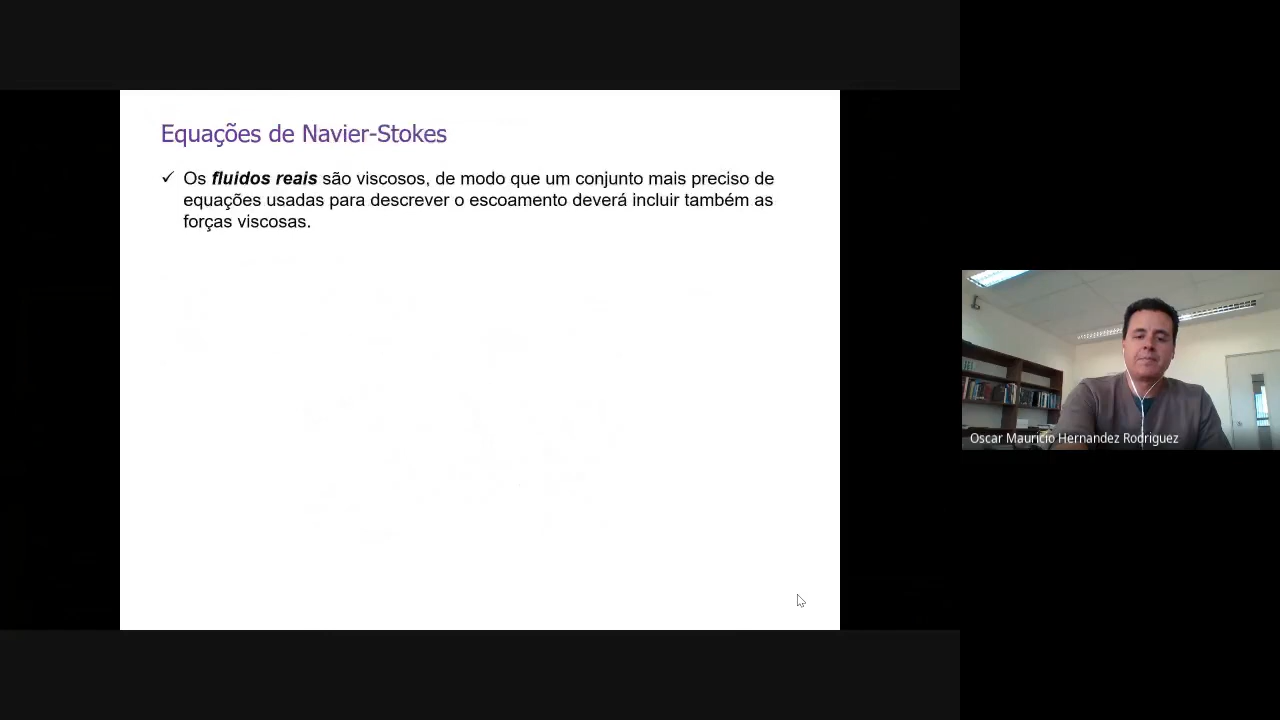 Equações de Navier-Stokes
✓ Os fluidos reais são viscosos, de modo que um conjunto mais preciso de
equações usadas para descrever o escoamento deverá incluir também as
forças viscosas.
Oscar Mauricio Hernandez Rodriguez